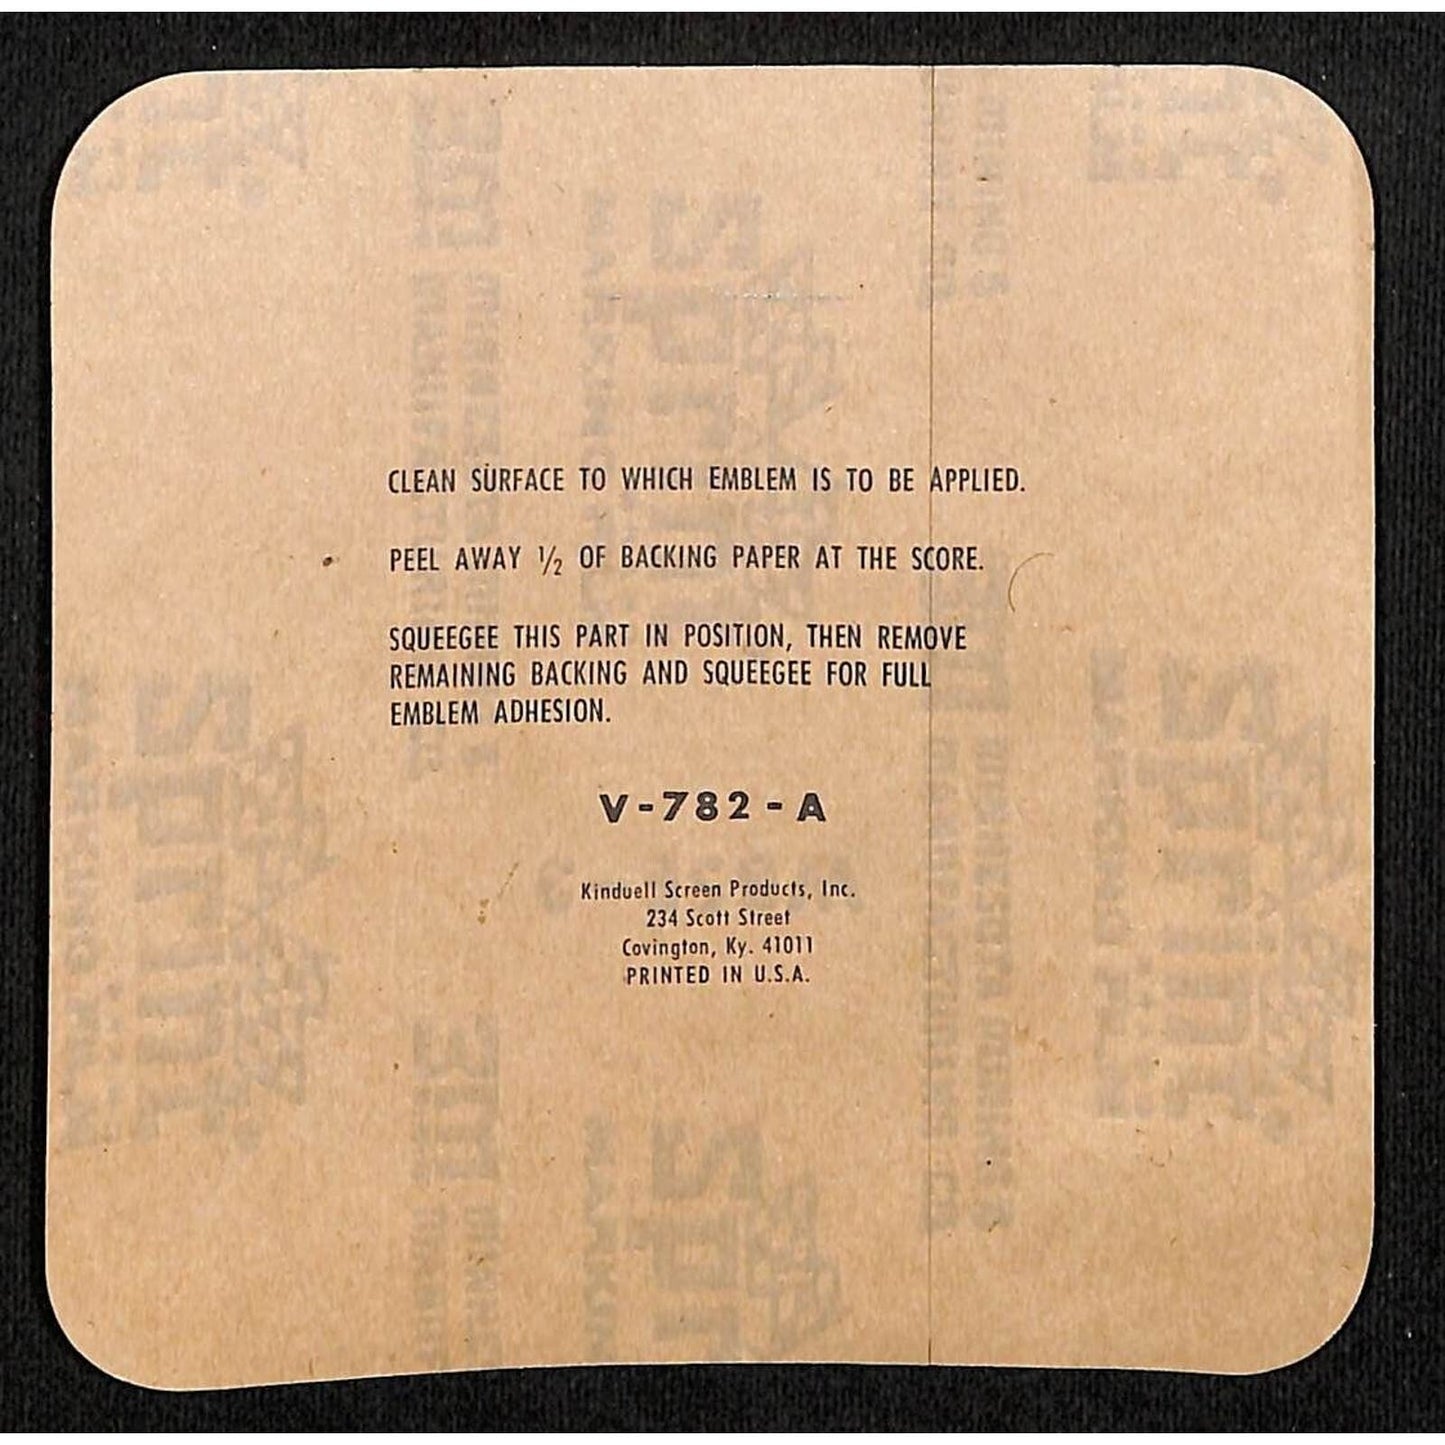 CLEAN SURFACE TO WHICH EMBLEM IS TO BE APPLIED.
PEEL AWAY ½ OF BACKING PAPER AT THE SCORE.
SQUEEGEE THIS PART IN POSITION, THEN REMOVE
REMAINING BACKING AND SQUEEGEE FOR FULL
EMBLEM ADHESION.
V-782-A
Kinduell Screen Products, Inc.
234 Scott Street
Covington, Ky. 41011
PRINTED IN U.S.A.